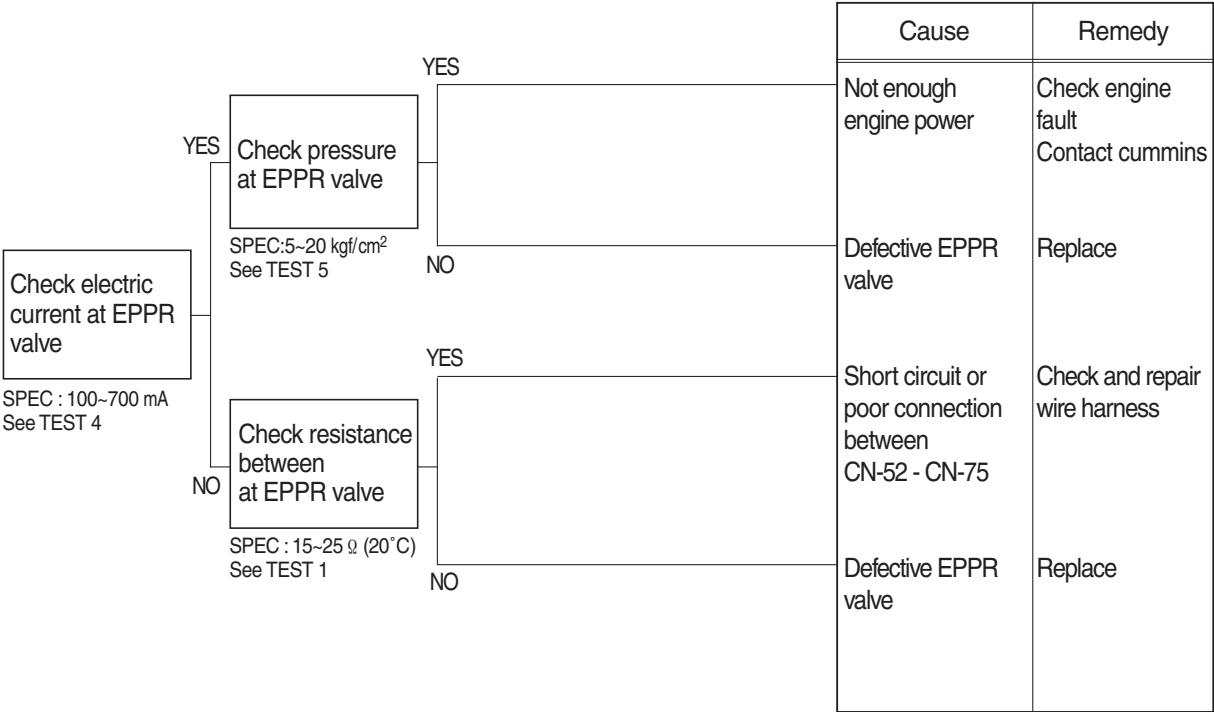 Cause
Remedy
YES
Not enough
engine power
Check engine
fault
Contact cummins
YES
Check pressure
at EPPR valve
SPEC:5~20 kgf/cm²
See TEST 5
NO
Defective EPPR
valve
Replace
Check electric
current at EPPR
valve
SPEC : 100~700 mA
See TEST 4
YES
Short circuit or
poor connection
between
CN-52 - CN-75
Check and repair
wire harness
NO
Check resistance
between
at EPPR valve
SPEC : 15~25 Ω (20˚C)
See TEST 1
NO
Defective EPPR
valve
Replace